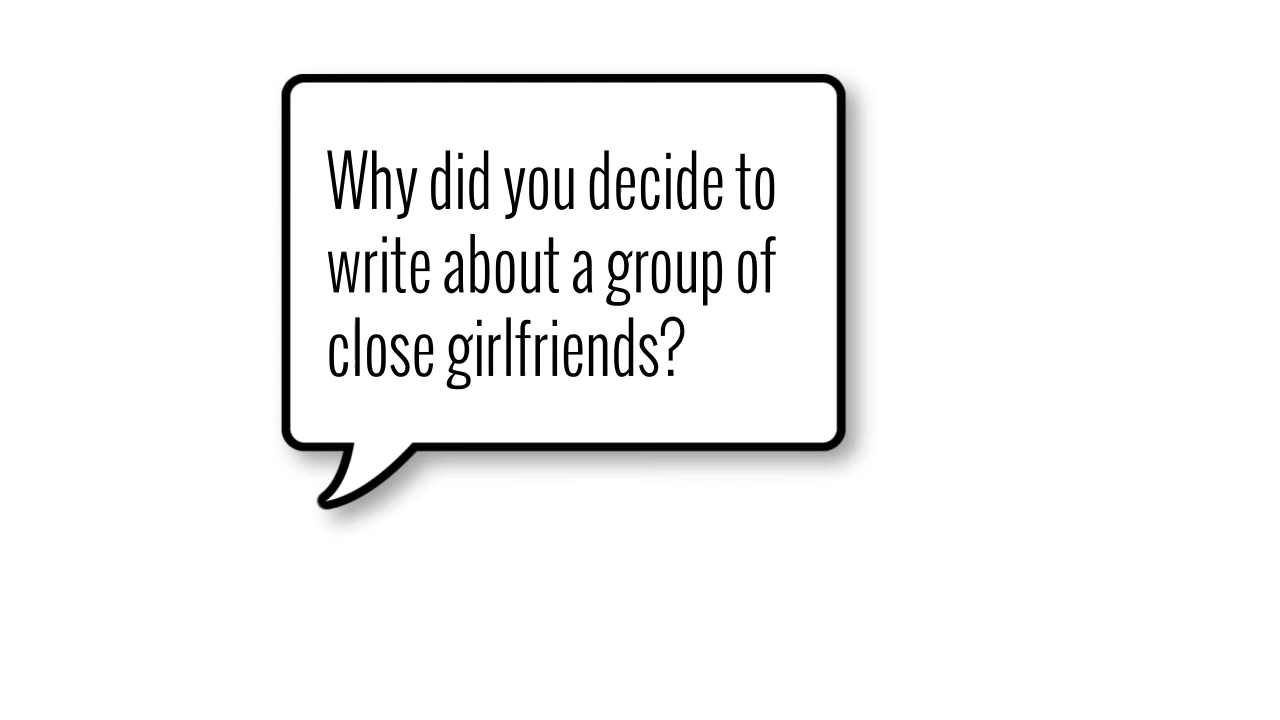 Why did you decide to
write about a group of
close girlfriends?